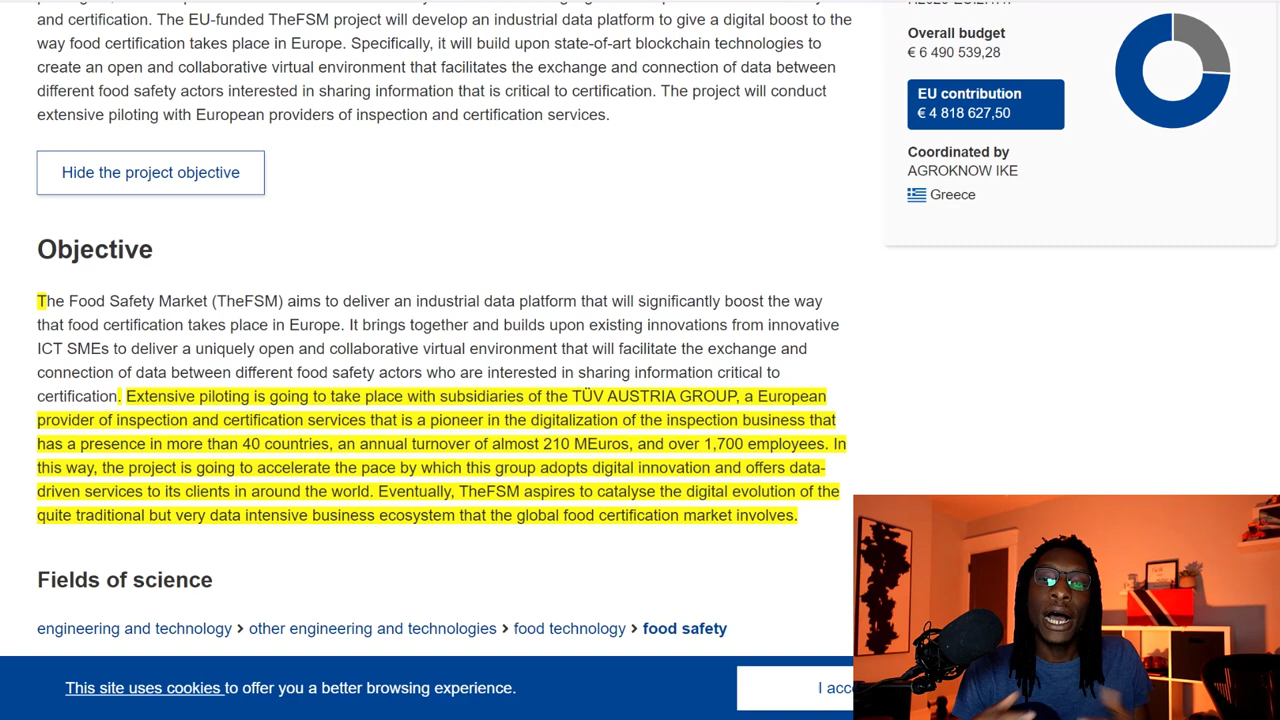 and certification. The EU-funded TheFSM project will develop an industrial data platform to give a digital boost to the
way food certification takes place in Europe. Specifically, it will build upon state-of-art blockchain technologies to
create an open and collaborative virtual environment that facilitates the exchange and connection of data between
different food safety actors interested in sharing information that is critical to certification. The project will conduct
extensive piloting with European providers of inspection and certification services.
Hide the project objective
Objective
The Food Safety Market (TheFSM) aims to deliver an industrial data platform that will significantly boost the way
that food certification takes place in Europe. It brings together and builds upon existing innovations from innovative
ICT SMEs to deliver a uniquely open and collaborative virtual environment that will facilitate the exchange and
connection of data between different food safety actors who are interested in sharing information critical to
certification. Extensive piloting is going to take place with subsidiaries of the TÜV AUSTRIA GROUP, a European
provider of inspection and certification services that is a pioneer in the digitalization of the inspection business that
has a presence in more than 40 countries, an annual turnover of almost 210 MEuros, and over 1,700 employees. In
this way, the project is going to accelerate the pace by which this group adopts digital innovation and offers data-
driven services to its clients in around the world. Eventually, TheFSM aspires to catalyse the digital evolution of the
quite traditional but very data intensive business ecosystem that the global food certification market involves.
Fields of science
engineering and technology > other engineering and technologies > food technology > food safety
This site uses cookies to offer you a better browsing experience.
I acc
Overall budget
€ 6 490 539,28
EU contribution
€ 4 818 627,50
Coordinated by
AGROKNOW IKE
Greece